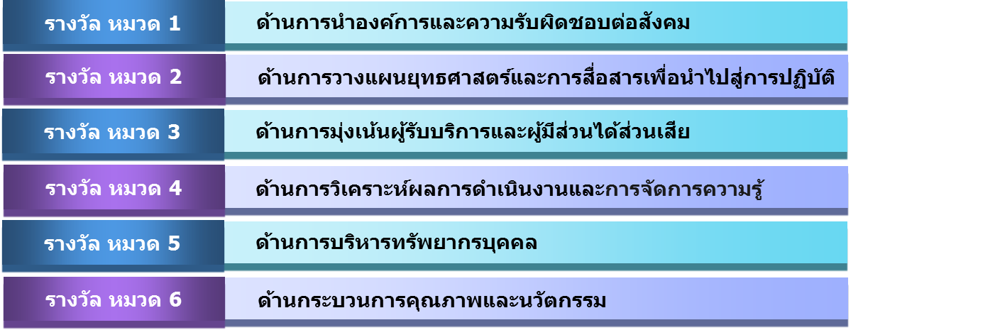 รางวัล หมวด 1 ด้านการนำองค์การและความรับผิดชอบต่อสังคม
รางวัล หมวด 2 ด้านการวางแผนยุทธศาสตร์และการสื่อสารเพื่อนำไปสู่การปฏิบัติ
รางวัล หมวด 3 ด้านการมุ่งเน้นผู้รับบริการและผู้มีส่วนได้ส่วนเสีย
รางวัล หมวด 4 ด้านการวิเคราะห์ผลการดำเนินงานและการจัดการความรู้
รางวัล หมวด 5 ด้านการบริหารทรัพยากรบุคคล
รางวัล หมวด 6 ด้านกระบวนการคุณภาพและนวัตกรรม